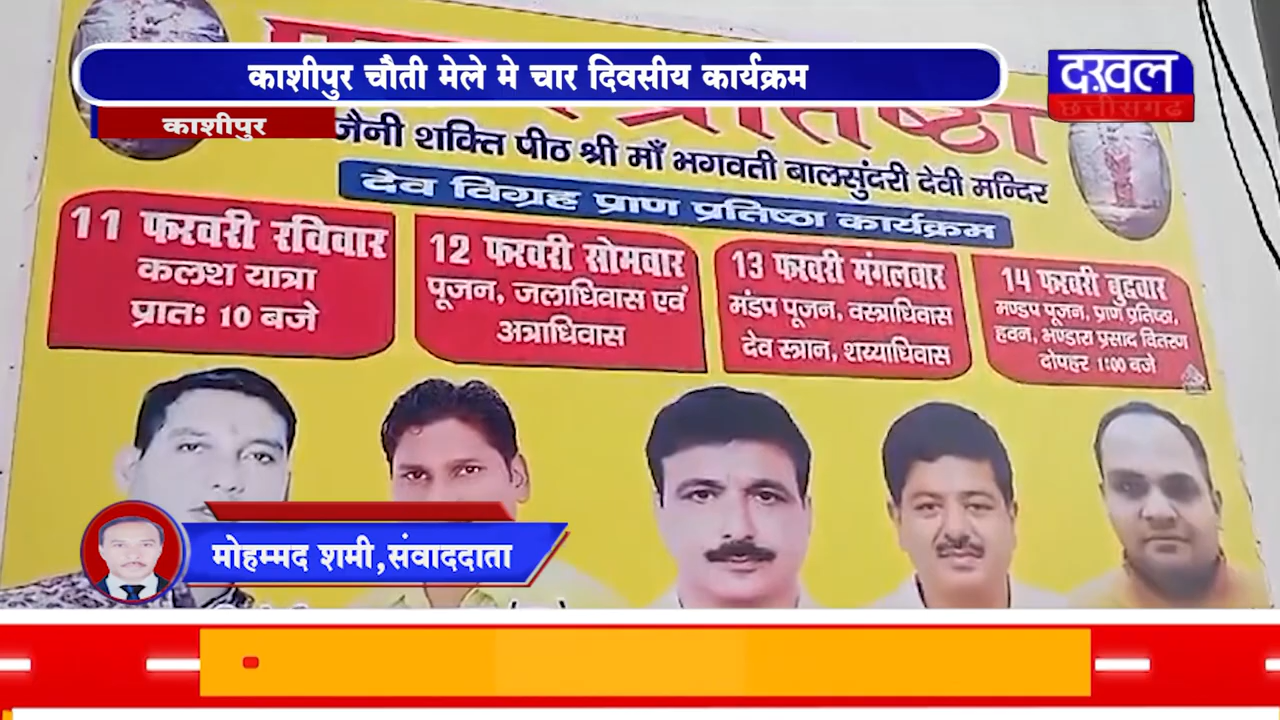 काशीपुर चौती मेले मे चार दिवसीय कार्यक्रम
दख़ल
छत्तीसगढ
काशीपुर
प्रतिष्ठा
जैनी शक्ति पीठ श्री माँ भगवती बालसुंदरी देवी मन्दिर
देव विग्रह प्राण प्रतिष्ठा कार्यक्रम
11 फरवरी रविवार
कलश यात्रा
प्रातः 10 बजे
12 फरवरी सोमवार
पूजन, जलाधिवास एवं
अन्नाधिवास
13 फरवरी मंगलवार
मंडप पूजन, वस्त्राधिवास
देव स्नान, शय्याधिवास
14 फरवरी बुद्धवार
मण्डप पूजन, प्राण प्रतिष्ठा,
हवन, भण्डारा प्रसाद वितरण
दोपहर 1:00 बजे
मोहम्मद शमी,संवाददाता